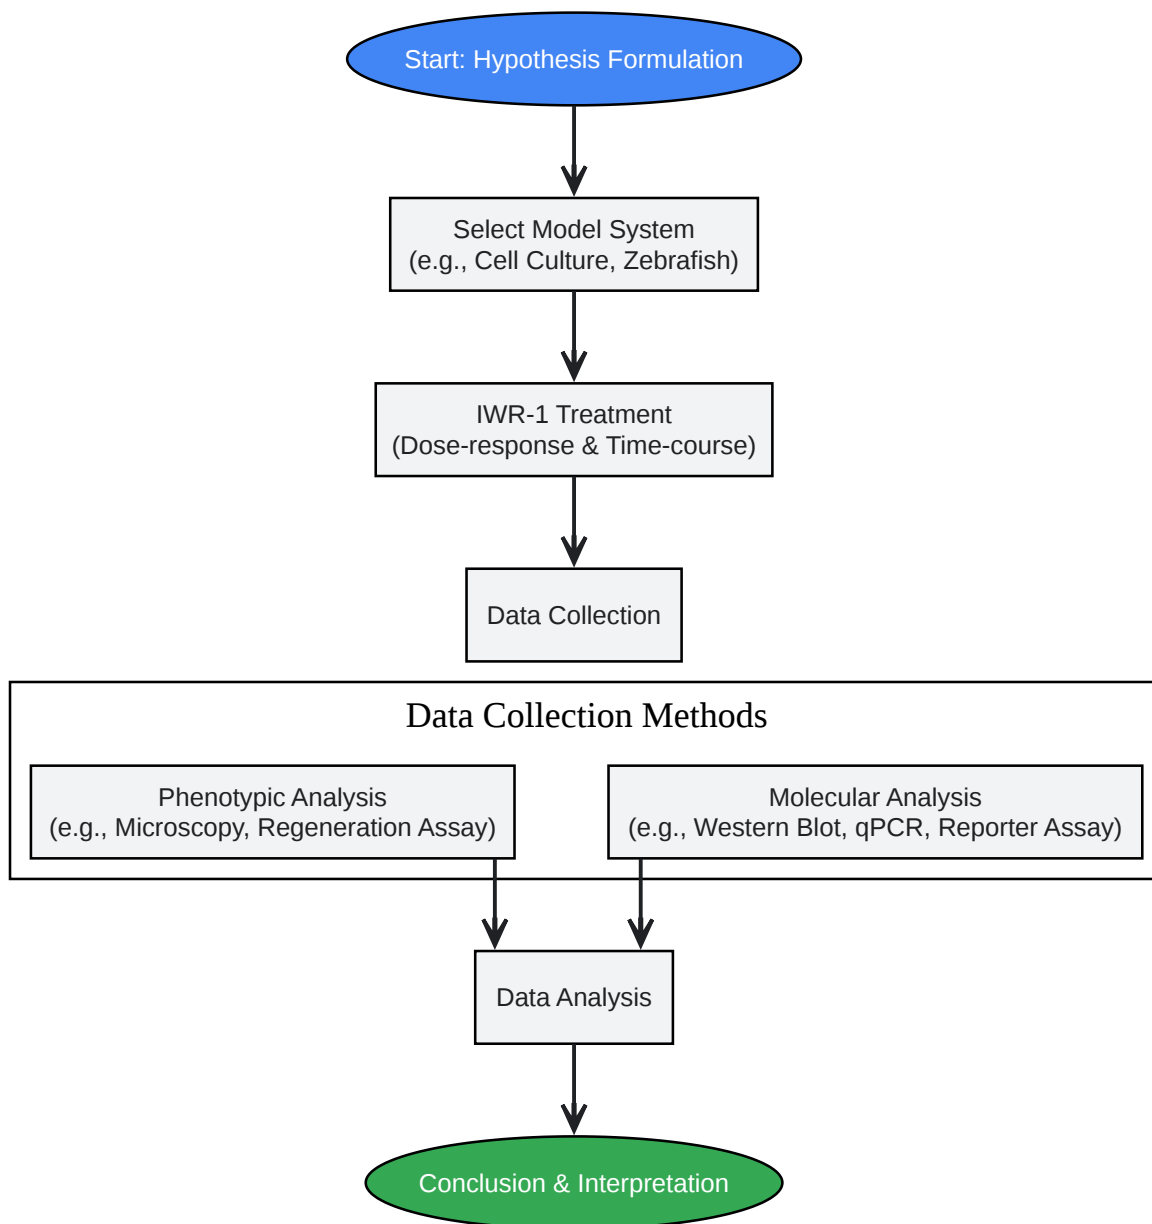 Start: Hypothesis Formulation
Select Model System
(e.g., Cell Culture, Zebrafish)
IWR-1 Treatment
(Dose-response & Time-course)
Data Collection
Data Collection Methods
Phenotypic Analysis
(e.g., Microscopy, Regeneration Assay)
Molecular Analysis
(e.g., Western Blot, qPCR, Reporter Assay)
Data Analysis
Conclusion & Interpretation